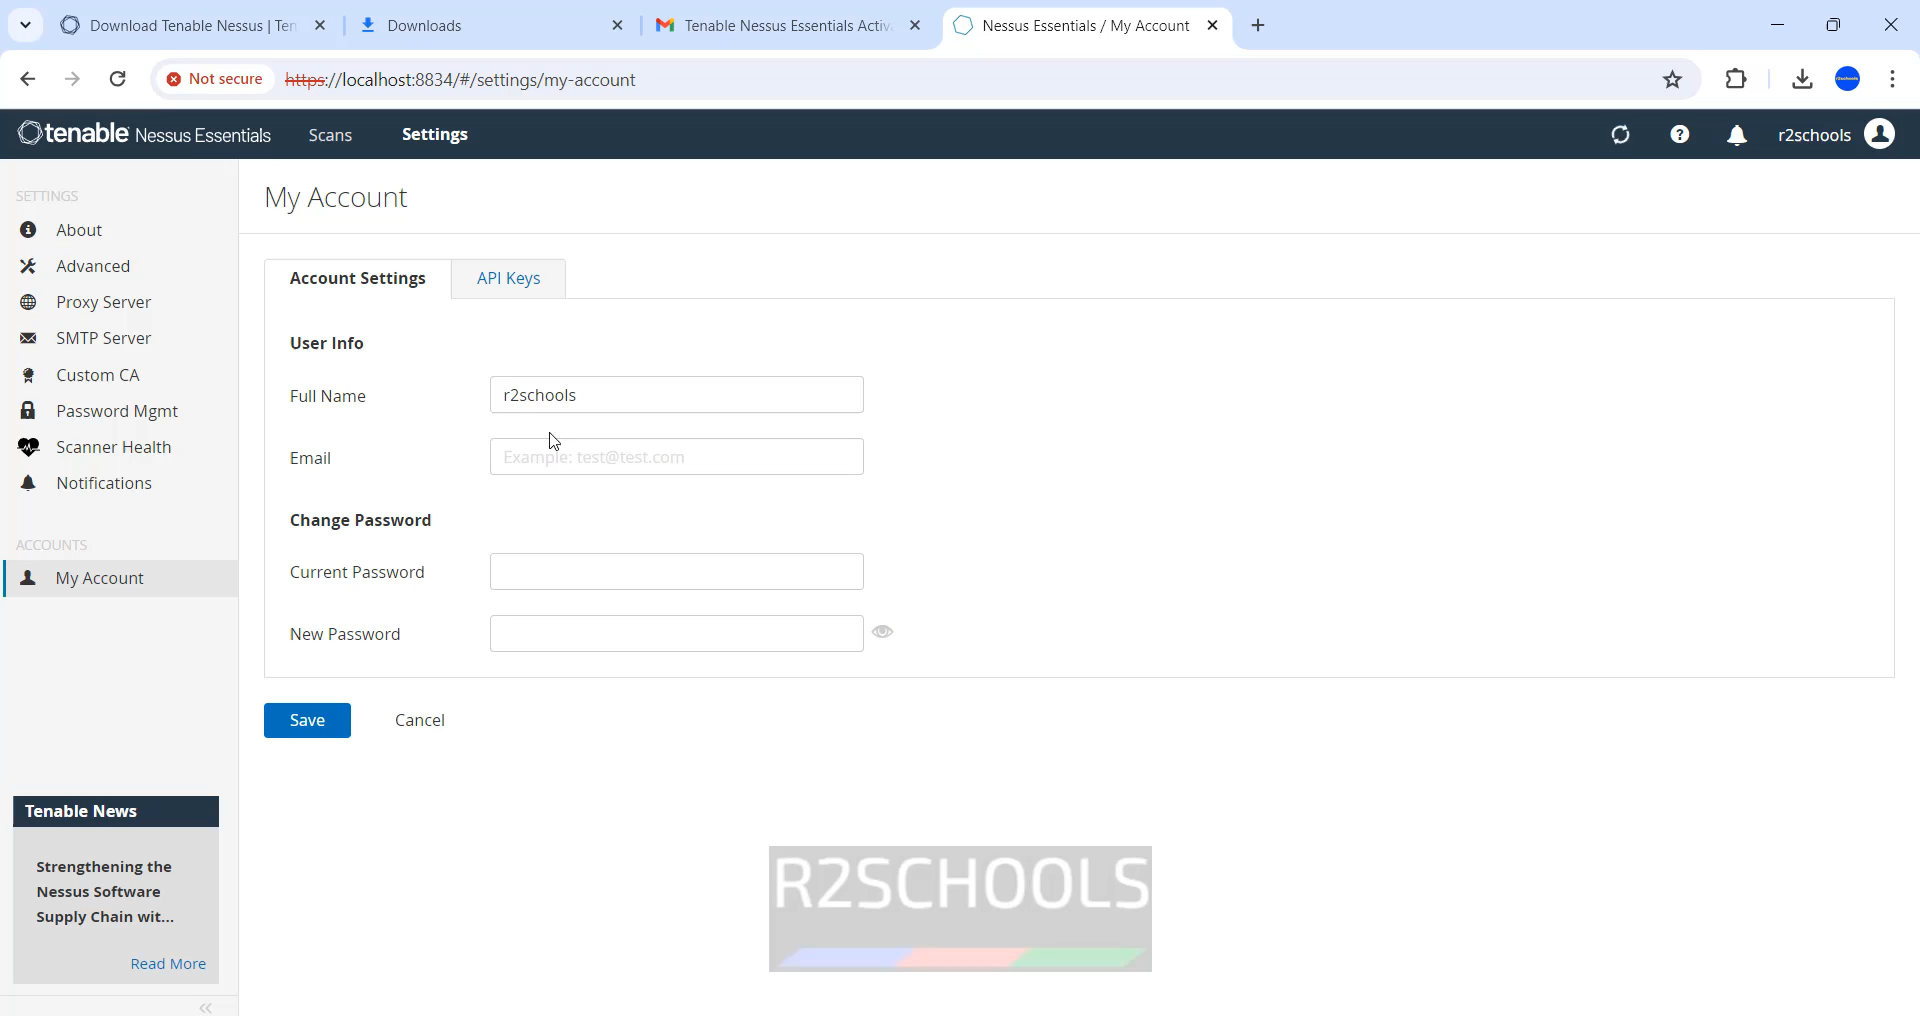 Download Tenable Nessus | Ten
Downloads
Tenable Nessus Essentials Activ
Nessus Essentials / My Account
Not secure
https://localhost:8834/#/settings/my-account
tenable Nessus Essentials
Scans
Settings
r2schools
SETTINGS
About
Advanced
Proxy Server
SMTP Server
Custom CA
Password Mgmt
Scanner Health
Notifications
ACCOUNTS
My Account
Tenable News
Strengthening the
Nessus Software
Supply Chain wit...
Read More
My Account
Account Settings
API Keys
User Info
Full Name
r2schools
Email
Example: test@test.com
Change Password
Current Password
New Password
Save
Cancel
R2SCHOOLS